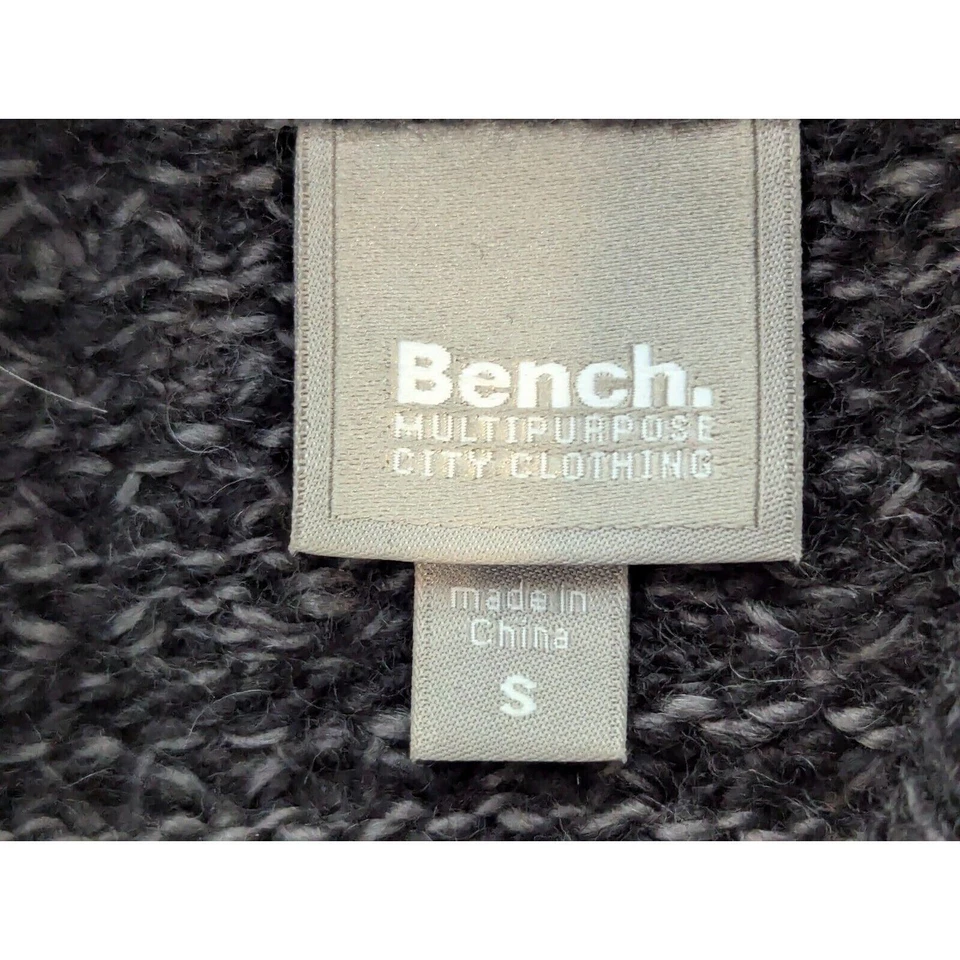 Bench.
MULTIPURPOSE
CITY CLOTHING
made in
China
S